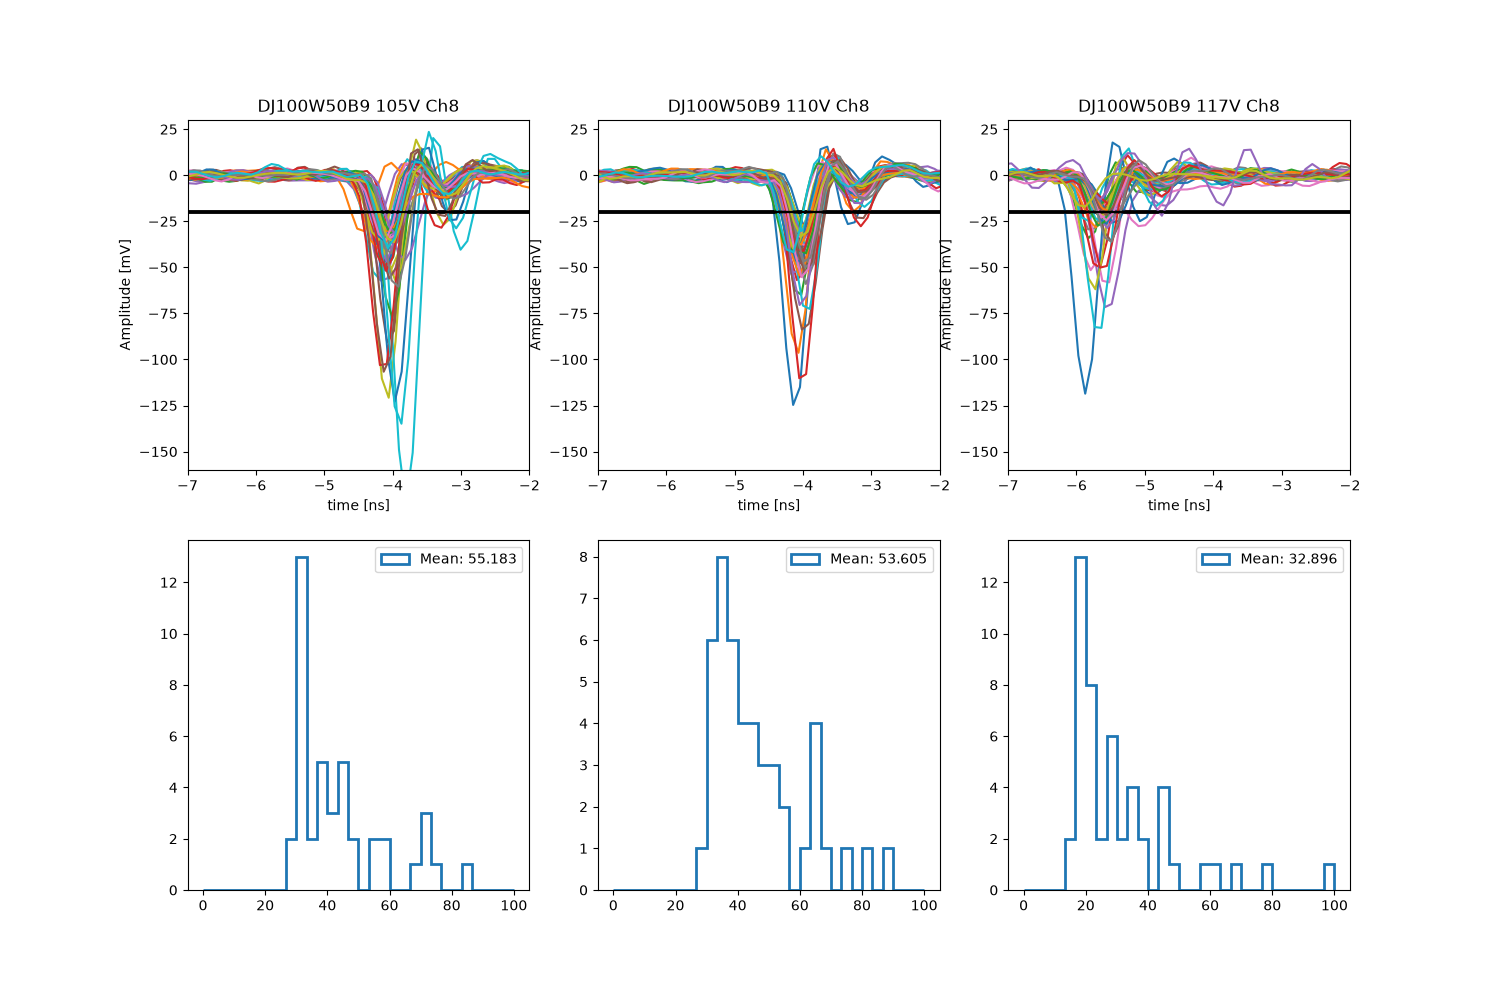 DJ100W50B9 105V Ch8
25
0
−25
−50
−75
−100
−125
−150
Amplitude [mV]
−7 −6 −5 −4 −3 −2
time [ns]
DJ100W50B9 110V Ch8
25
0
−25
−50
−75
−100
−125
−150
Amplitude [mV]
−7 −6 −5 −4 −3 −2
time [ns]
DJ100W50B9 117V Ch8
25
0
−25
−50
−75
−100
−125
−150
Amplitude [mV]
−7 −6 −5 −4 −3 −2
time [ns]
Mean: 55.183
12
10
8
6
4
2
0
0 20 40 60 80 100
Mean: 53.605
8
7
6
5
4
3
2
1
0
0 20 40 60 80 100
Mean: 32.896
12
10
8
6
4
2
0
0 20 40 60 80 100